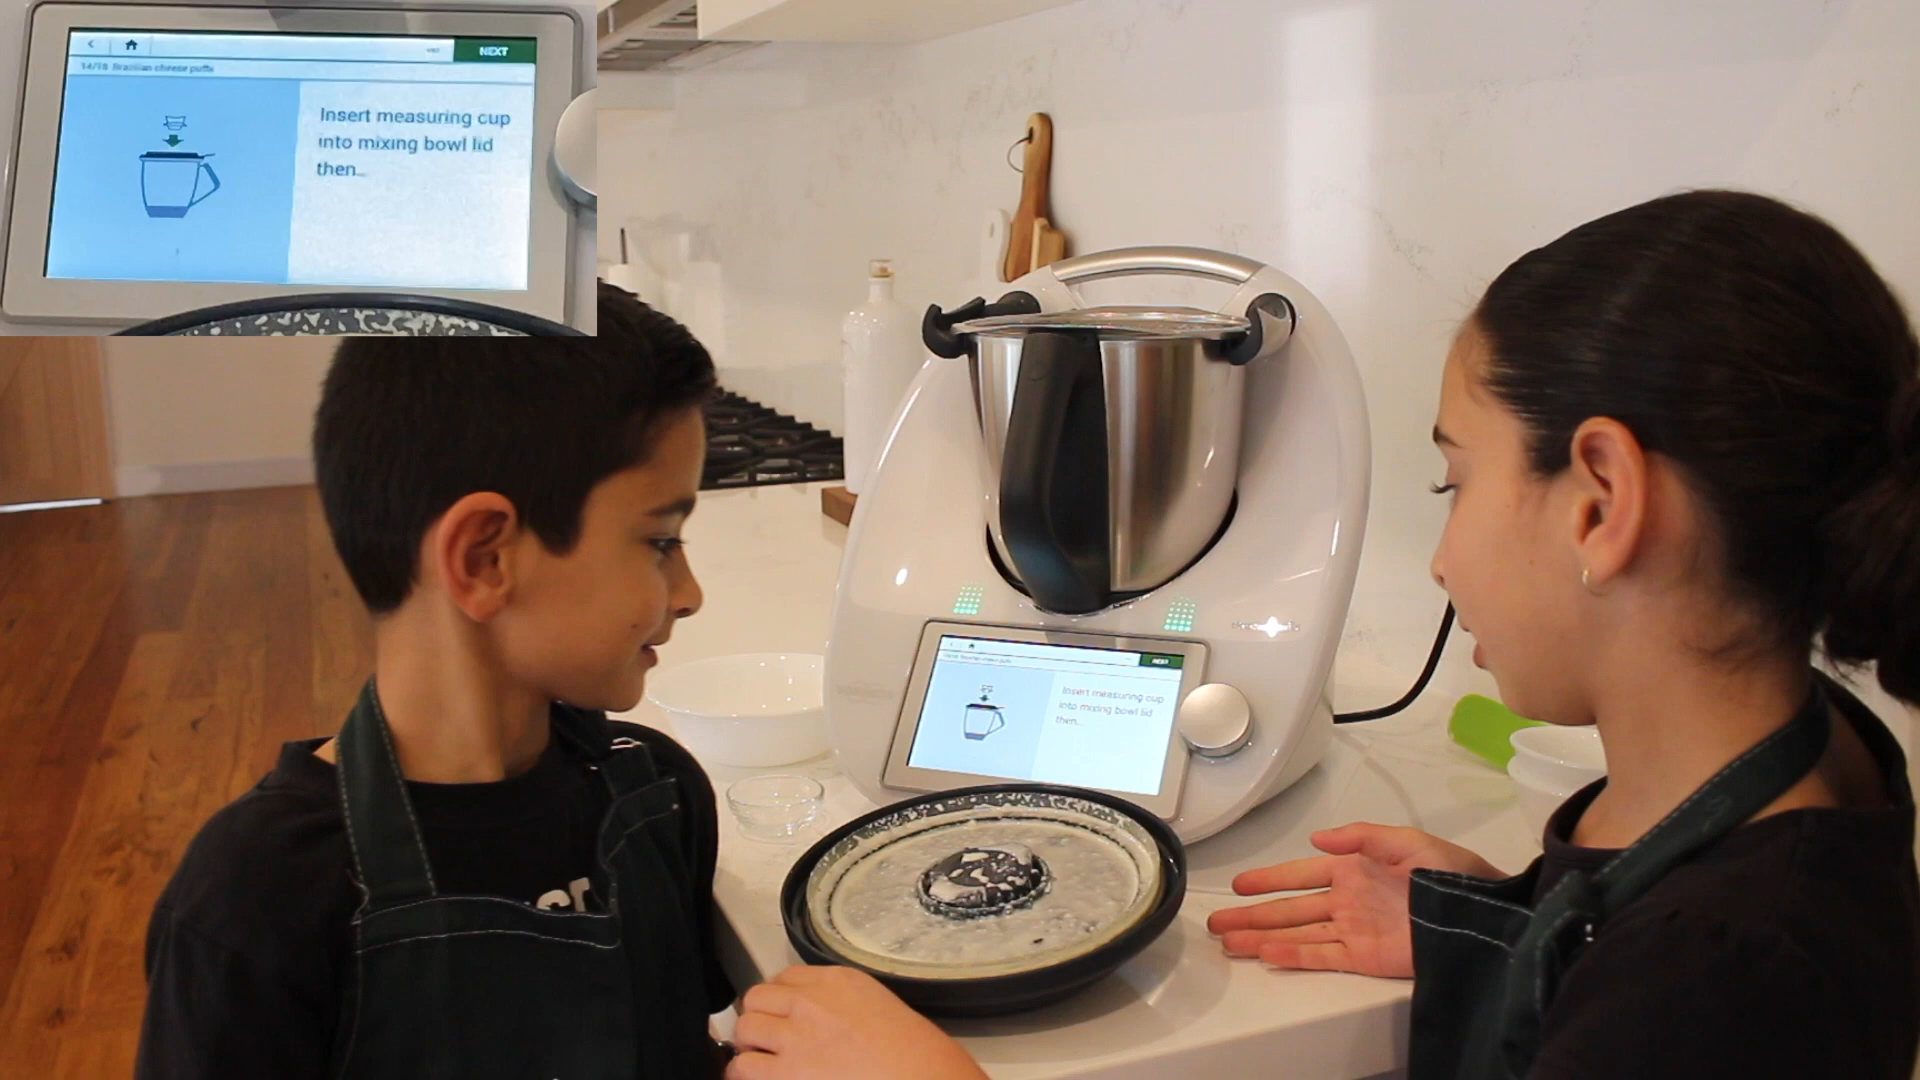 NEXT
14/18 Brazilian cheese puffs
Insert measuring cup
into mixing bowl lid
then...
NEXT
Insert measuring cup
into mixing bowl lid
then...